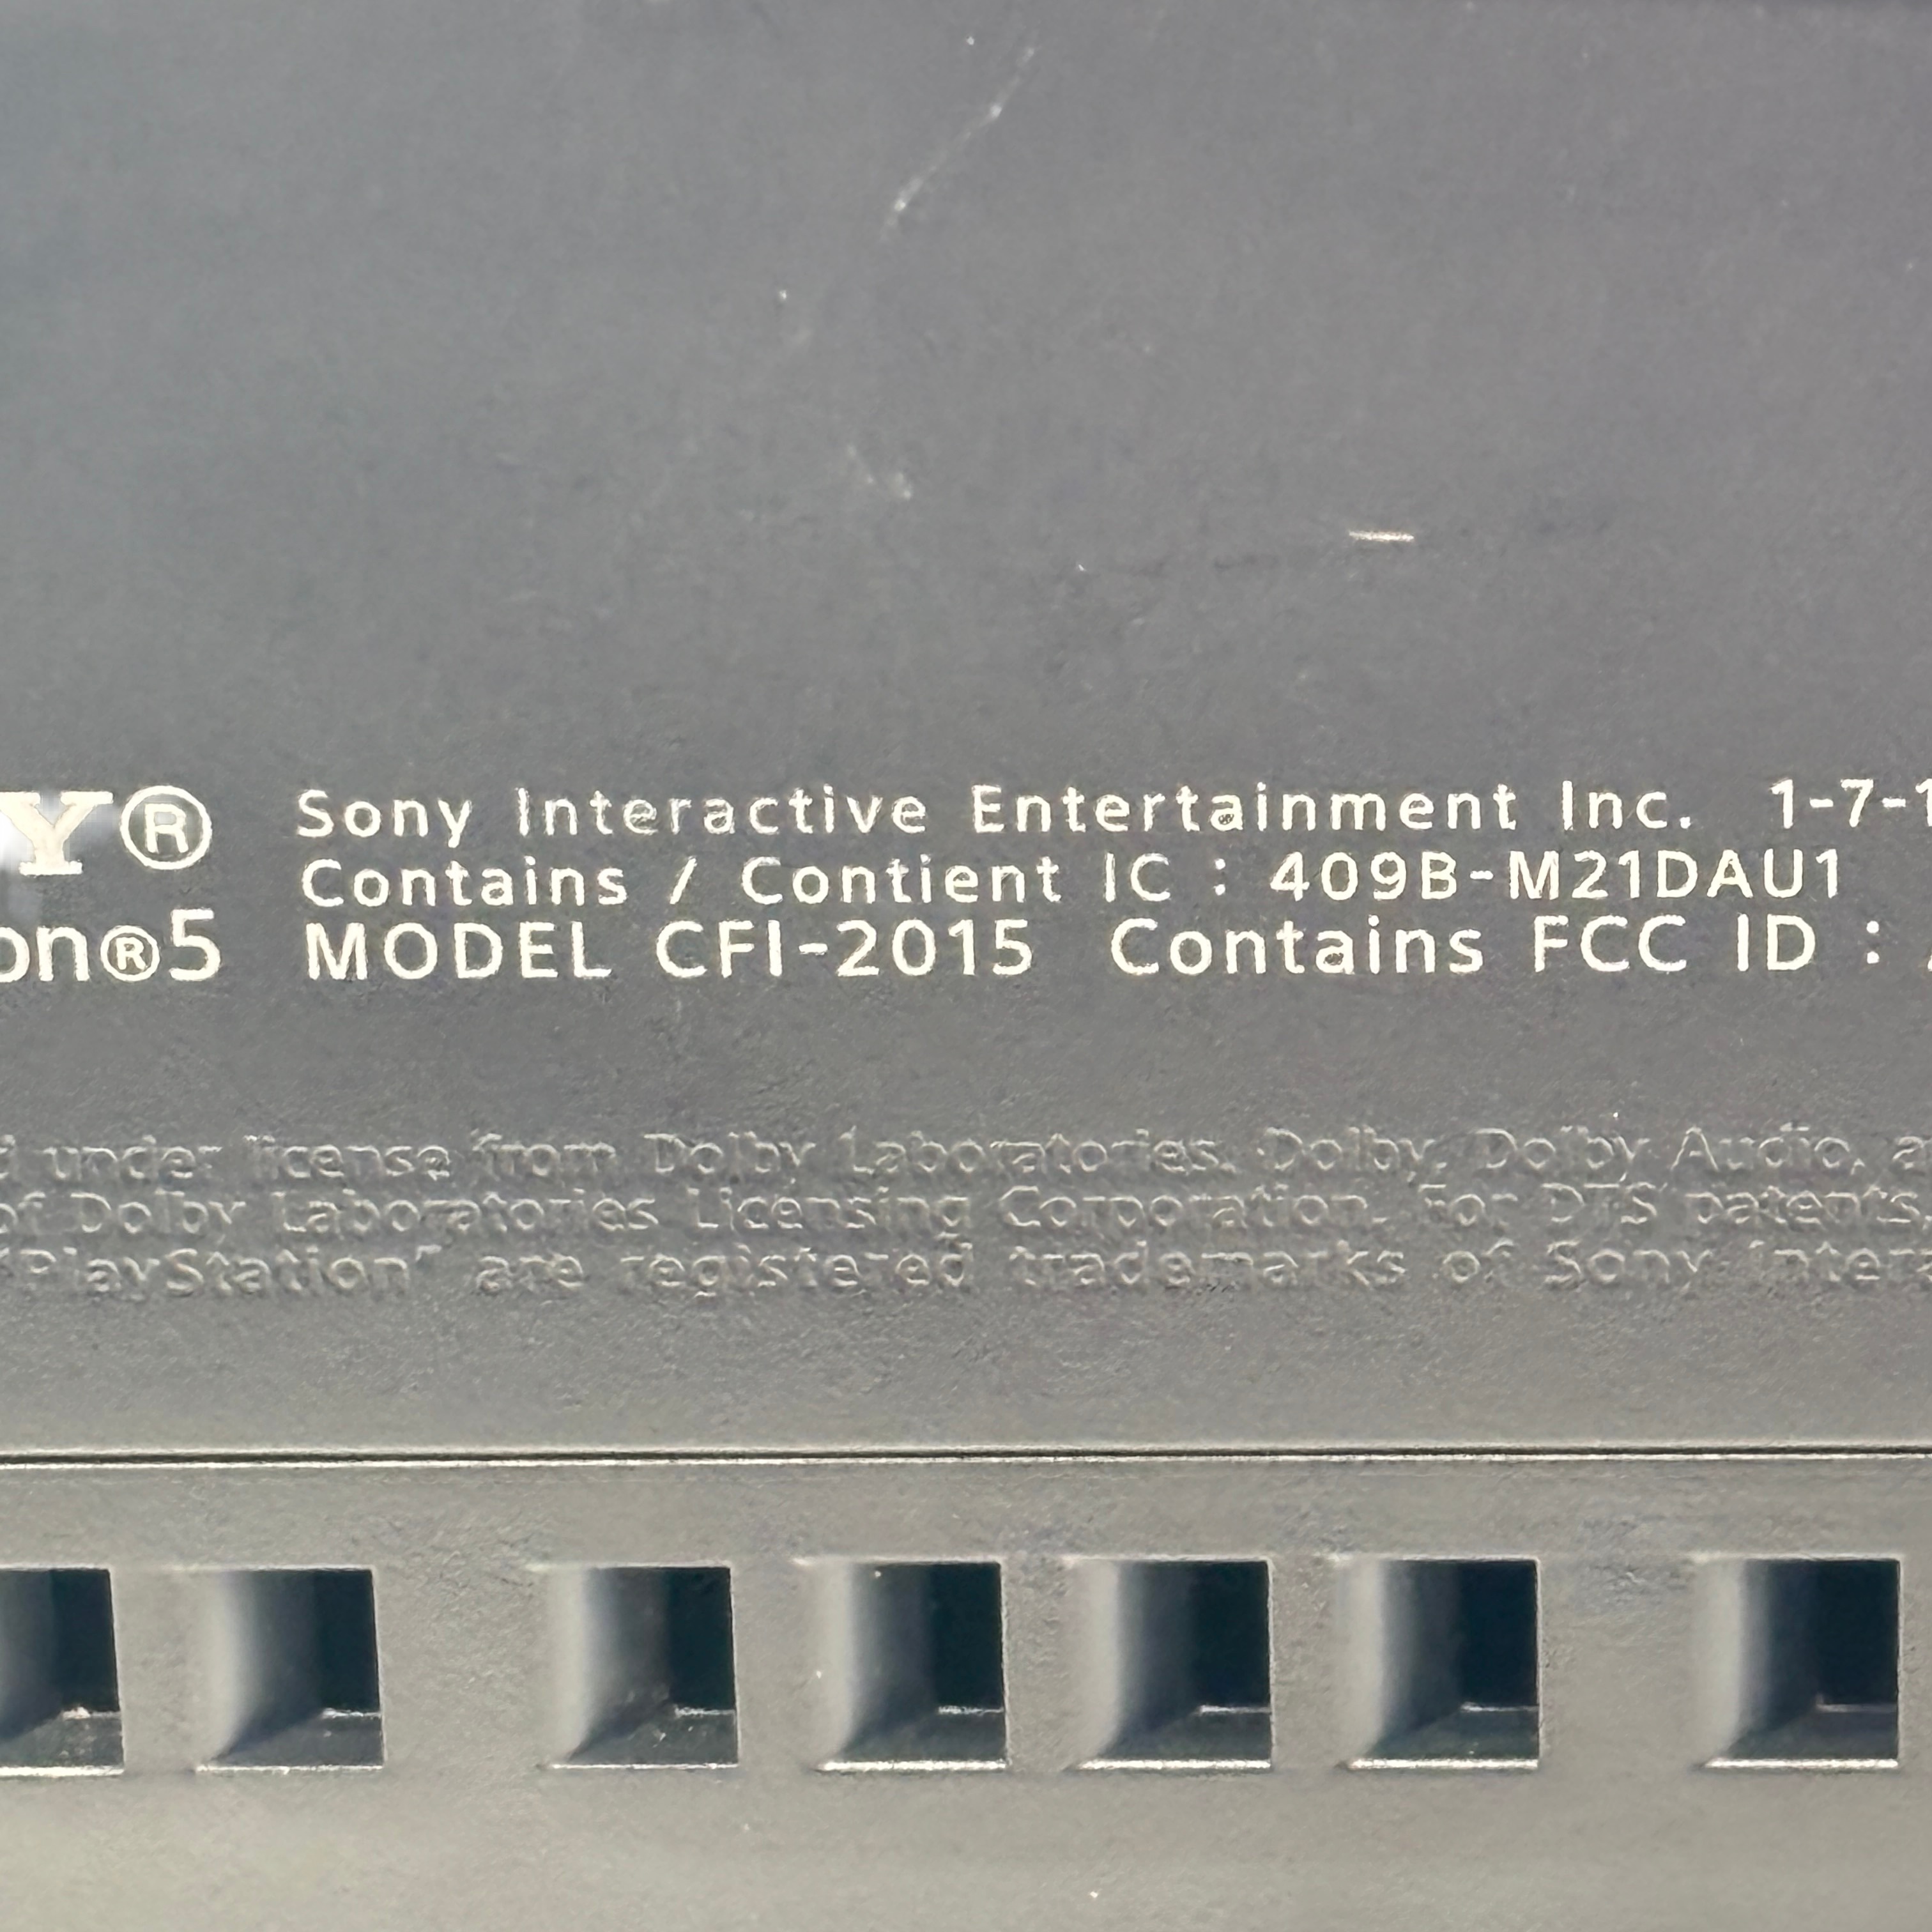 Y® Sony Interactive Entertainment Inc. 1-7-1
Contains / Contient IC : 409B-M21DAU1
on®5 MODEL CFI-2015 Contains FCC ID :
under license from Dolby Laboratories. Dolby, Dolby Audio, a
of Dolby Laboratories Licensing Corporation. For DTS patents,
"PlayStation" are registered trademarks of Sony Inter